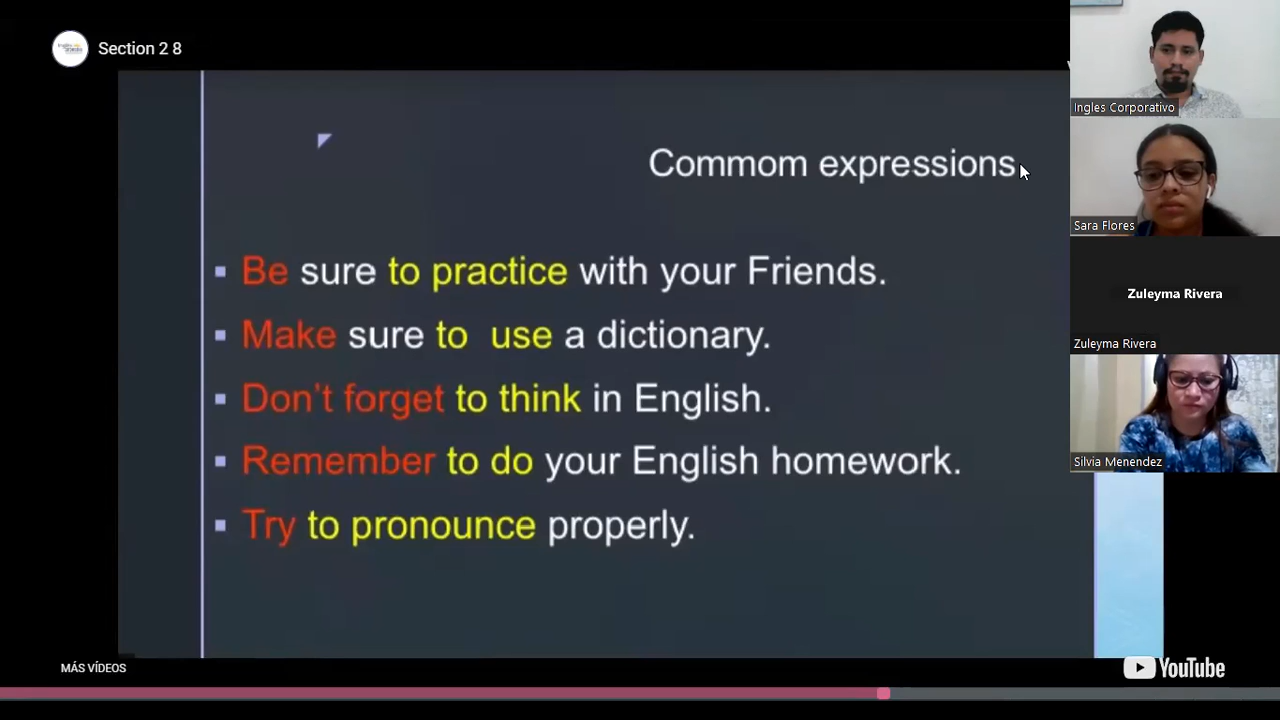 Section 2 8
Commom expressions
Be sure to practice with your Friends.
Make sure to use a dictionary.
Don't forget to think in English.
Remember to do your English homework.
Try to pronounce properly.
Ingles Corporativo
Sara Flores
Zuleyma Rivera
Zuleyma Rivera
Silvia Menendez
MÁS VÍDEOS
YouTube